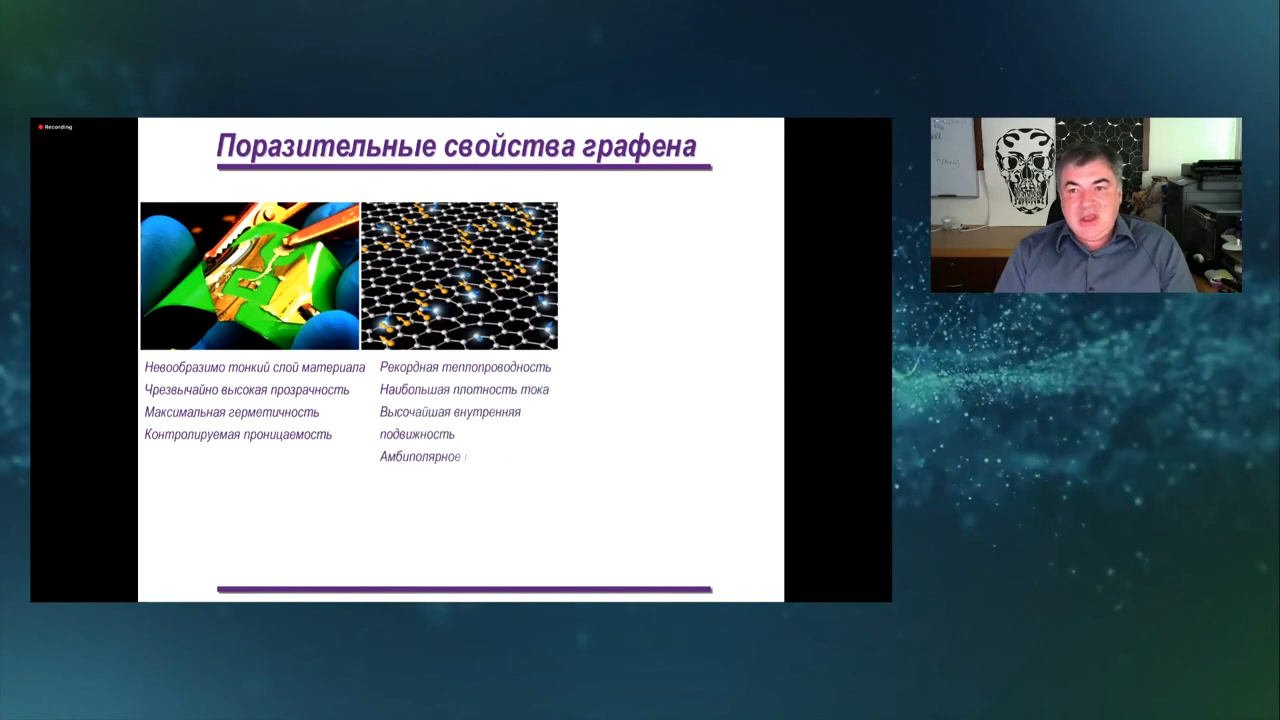 Recording
Поразительные свойства графена
Невообразимо тонкий слой материала
Чрезвычайно высокая прозрачность
Максимальная герметичность
Контролируемая проницаемость
Рекордная теплопроводность
Наибольшая плотность тока
Высочайшая внутренняя
подвижность
Амбиполярное